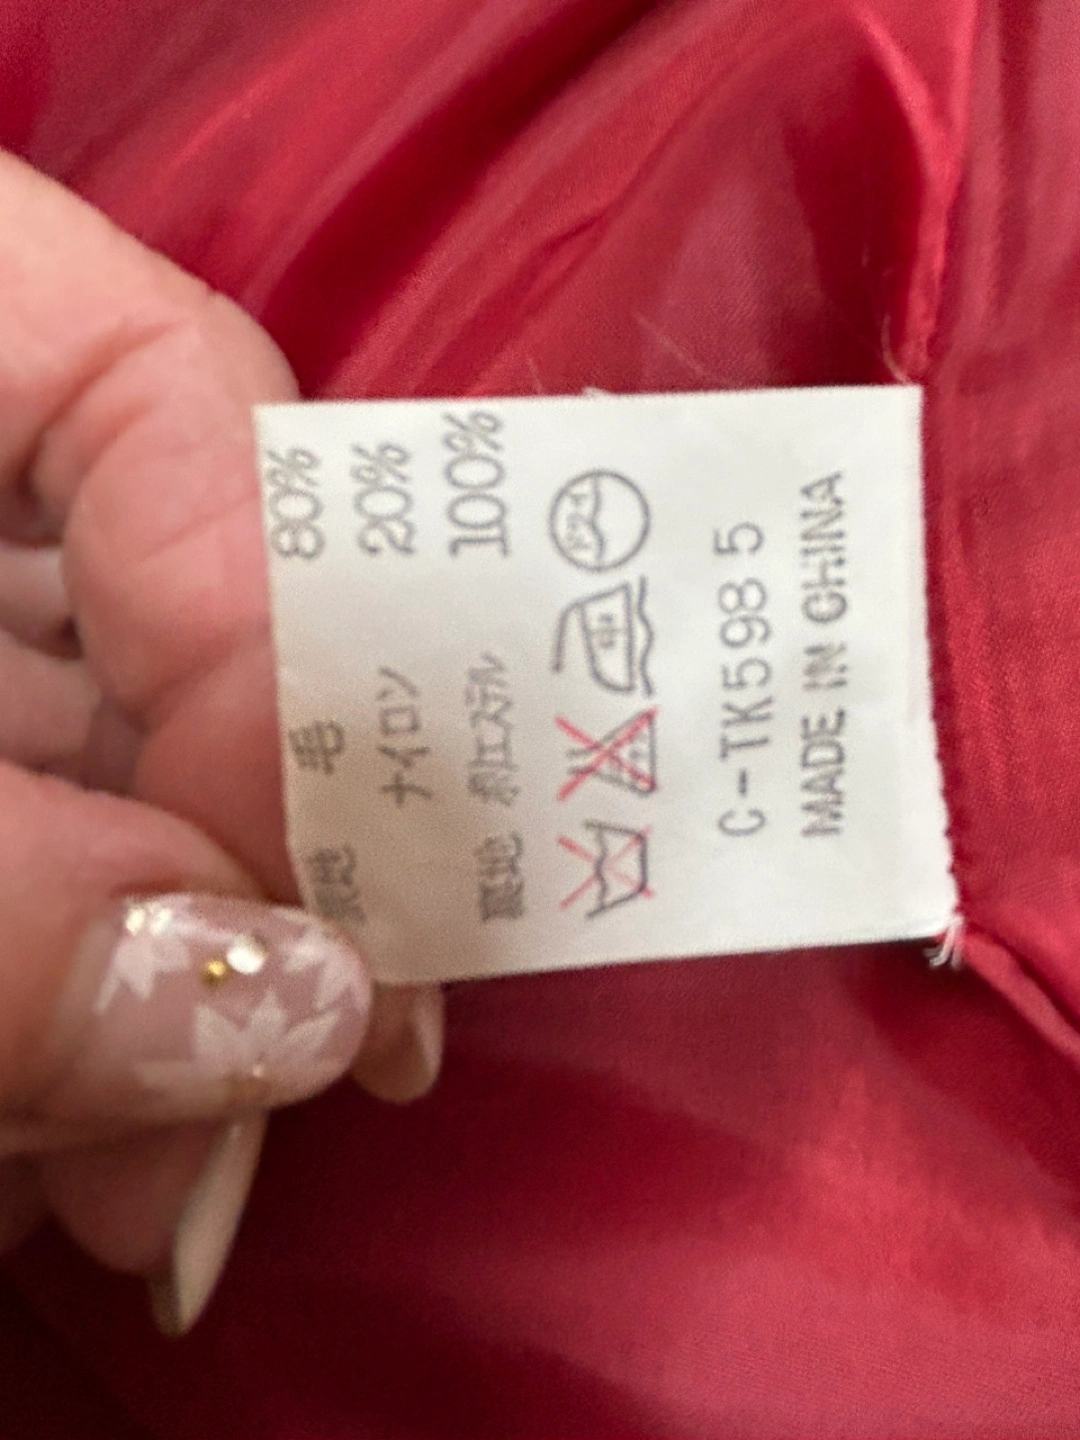 表地 毛 80%
ナイロン 20%
裏地 ポリエステル 100%
中
C-TK598 5
MADE IN CHINA